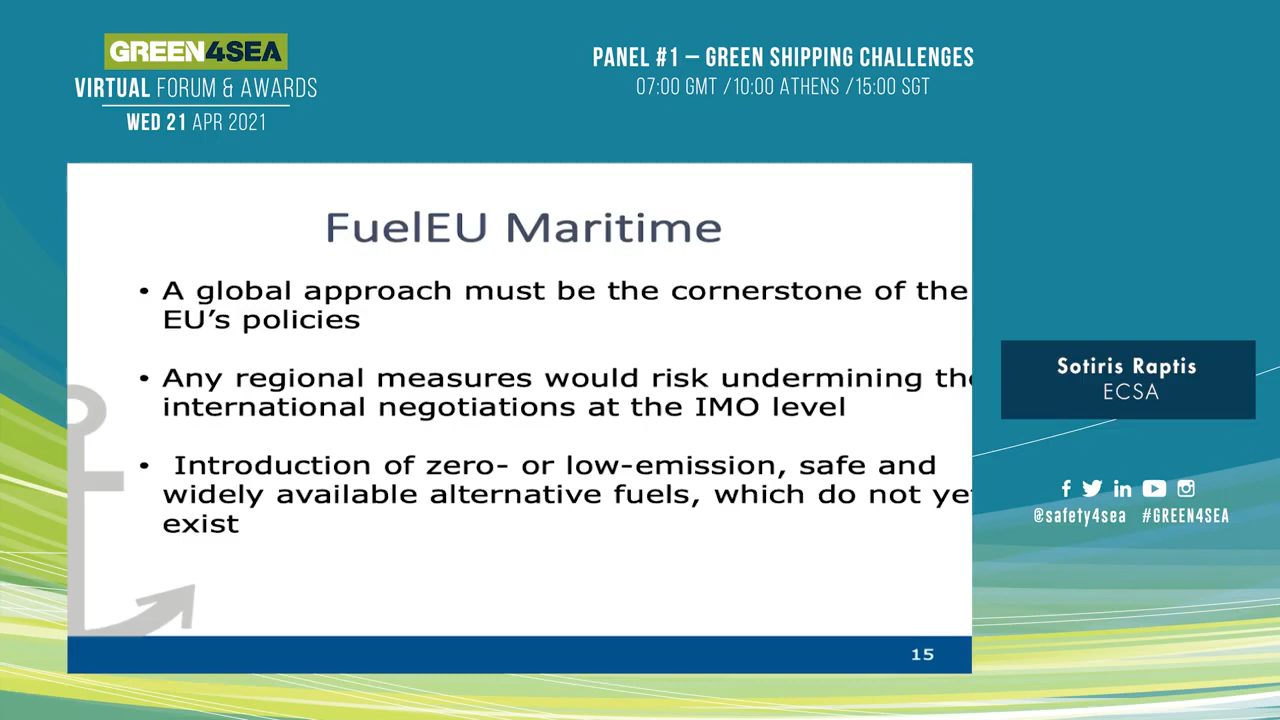 GREEN4SEA
VIRTUAL FORUM & AWARDS
WED 21 APR 2021
PANEL #1 – GREEN SHIPPING CHALLENGES
07:00 GMT /10:00 ATHENS /15:00 SGT
FuelEU Maritime
• A global approach must be the cornerstone of the
EU’s policies
• Any regional measures would risk undermining the
international negotiations at the IMO level
• Introduction of zero- or low-emission, safe and
widely available alternative fuels, which do not yet
exist
15
Sotiris Raptis
ECSA
@safety4sea #GREEN4SEA